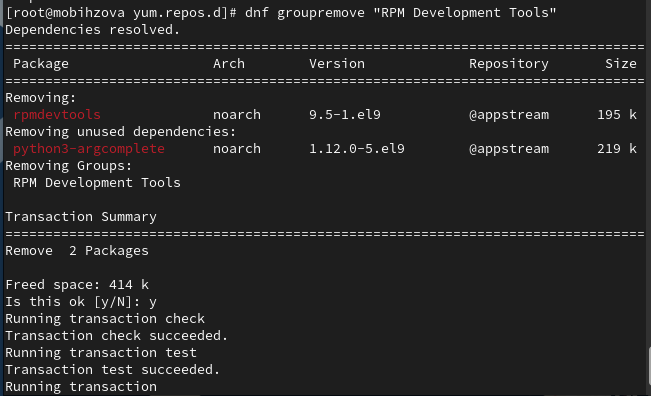 [root@mobihzova yum.repos.d]# dnf groupremove "RPM Development Tools"
Dependencies resolved.
================================================================================
Package Arch Version Repository Size
================================================================================
Removing:
rpmdevtools noarch 9.5-1.el9 @appstream 195 k
Removing unused dependencies:
python3-argcomplete noarch 1.12.0-5.el9 @appstream 219 k
Removing Groups:
RPM Development Tools
Transaction Summary
================================================================================
Remove 2 Packages
Freed space: 414 k
Is this ok [y/N]: y
Running transaction check
Transaction check succeeded.
Running transaction test
Transaction test succeeded.
Running transaction